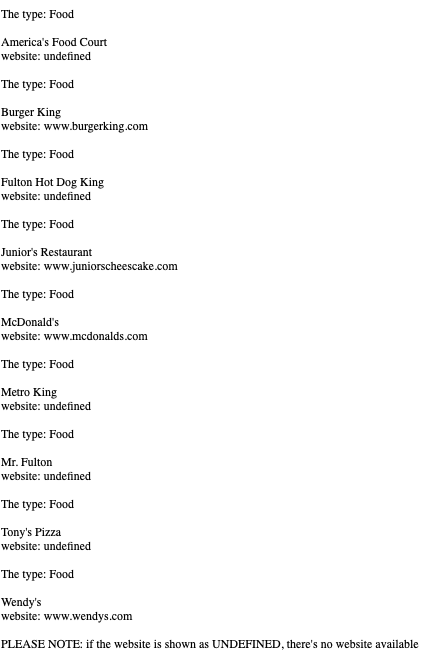 The type: Food
America's Food Court
website: undefined
The type: Food
Burger King
website: www.burgerking.com
The type: Food
Fulton Hot Dog King
website: undefined
The type: Food
Junior's Restaurant
website: www.juniorscheescake.com
The type: Food
McDonald's
website: www.mcdonalds.com
The type: Food
Metro King
website: undefined
The type: Food
Mr. Fulton
website: undefined
The type: Food
Tony's Pizza
website: undefined
The type: Food
Wendy's
website: www.wendys.com
PLEASE NOTE: if the website is shown as UNDEFINED, there's no website available